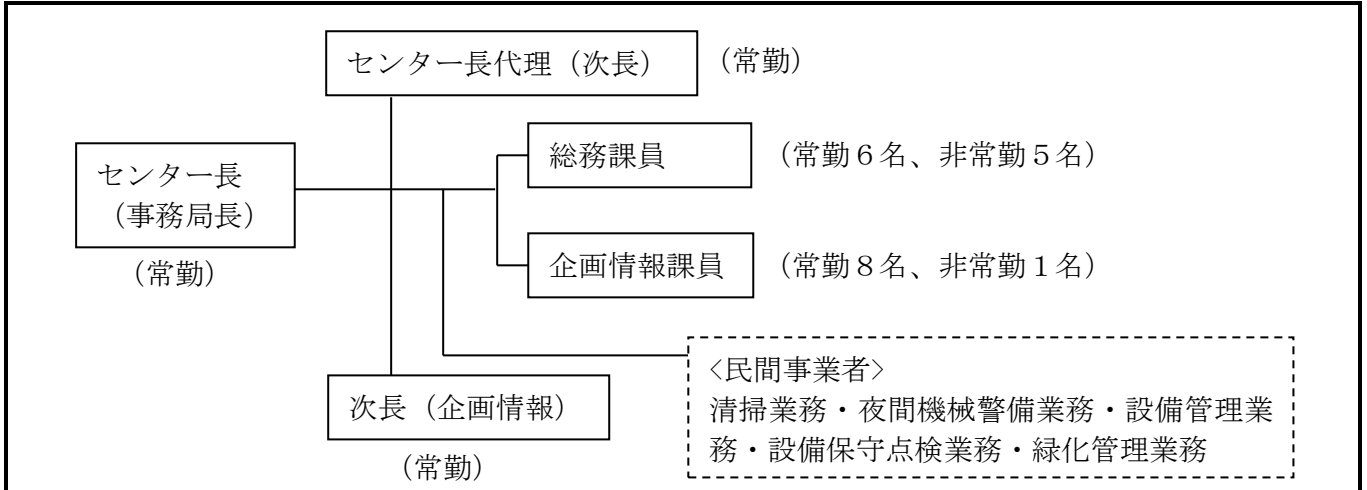 センター長代理（次長）
（常勤）
センター長
（事務局長）
（常勤）
総務課員
（常勤６名、非常勤５名）
企画情報課員
（常勤８名、非常勤１名）
次長（企画情報）
（常勤）
<民間事業者>
清掃業務・夜間機械警備業務・設備管理業
務・設備保守点検業務・緑化管理業務